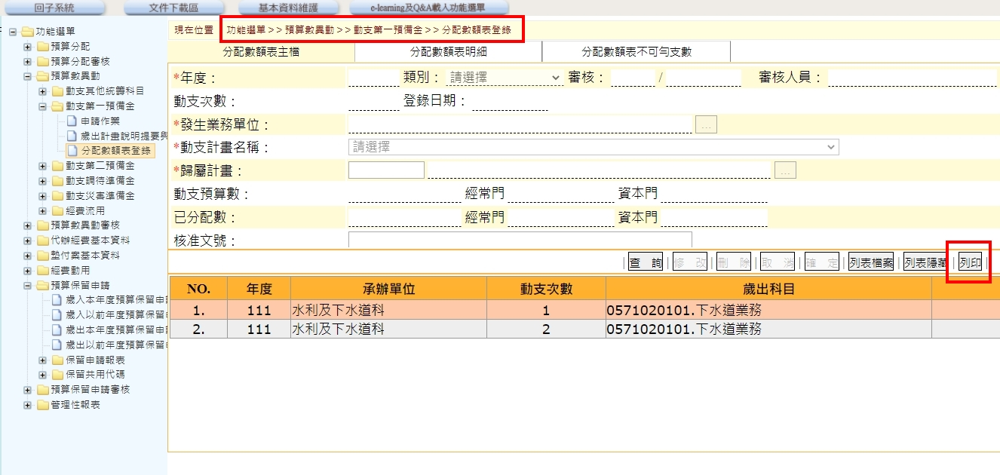 回子系統 文件下載區 基本資料維護 e-learning及Q&A載入功能選單
功能選單
預算分配
預算分配審核
預算數異動
動支其他統籌科目
動支第一預備金
申請作業
歲出計畫說明提要與
分配數額表登錄
動支第二預備金
動支調待準備金
動支災害準備金
經費流用
預算數異動審核
代辦經費基本資料
墊付案基本資料
經費動用
預算保留申請
歲入本年度預算保留申請
歲入以前年度預算保留
歲出本年度預算保留申請
歲出以前年度預算保留
保留申請報表
保留共用代碼
預算保留申請審核
管理性報表
現在位置 功能選單>>預算數異動>>動支第一預備金>>分配數額表登錄
分配數額表主檔 分配數額表明細 分配數額表不可勻支數
*年度： 類別： 請選擇 審核： / 審核人員：
動支次數： 登錄日期：
*發生業務單位： ...
*動支計畫名稱： 請選擇
*歸屬計畫： ...
動支預算數： 經常門 資本門
已分配數： 經常門 資本門
核准文號：
| 查 詢 | 修 改 | 刪 除 | 取 消 | 確 定 | 列表檔案 | 列表隱藏 | 列印 |
NO. 年度 承辦單位 動支次數 歲出科目
1. 111 水利及下水道科 1 0571020101.下水道業務
2. 111 水利及下水道科 2 0571020101.下水道業務